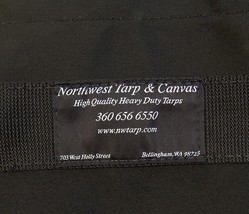 Northwest Tarp & Canvas
High Quality Heavy Duty Tarps
360 656 6550
www.nwtarp.com
703 West Holly Street Bellingham, WA 98225